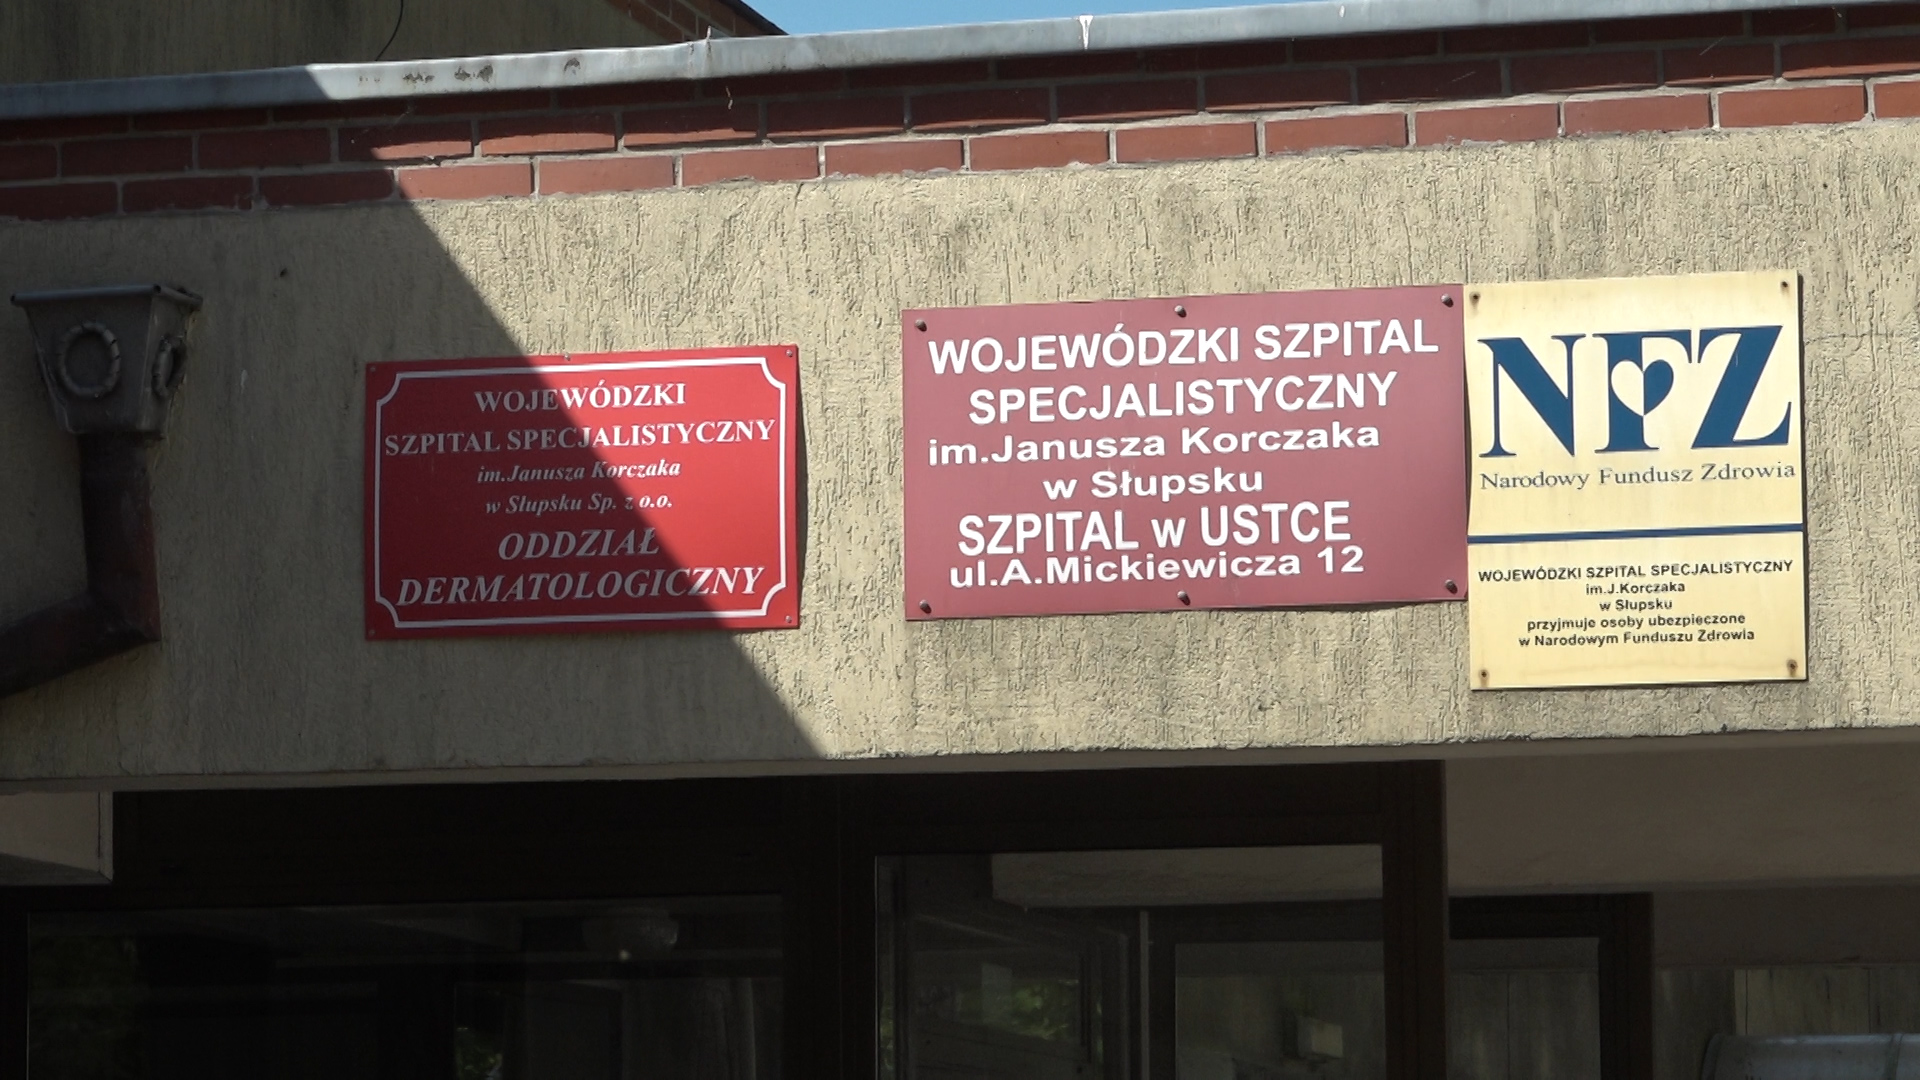 WOJEWÓDZKI
SZPITAL SPECJALISTYCZNY
im.Janusza Korczaka
w Słupsku Sp. z o.o.
ODDZIAŁ
DERMATOLOGICZNY
WOJEWÓDZKI SZPITAL
SPECJALISTYCZNY
im.Janusza Korczaka
w Słupsku
SZPITAL w USTCE
ul.A.Mickiewicza 12
NFZ
Narodowy Fundusz Zdrowia
WOJEWÓDZKI SZPITAL SPECJALISTYCZNY
im.J.Korczaka
w Słupsku
przyjmuje osoby ubezpieczone
w Narodowym Funduszu Zdrowia